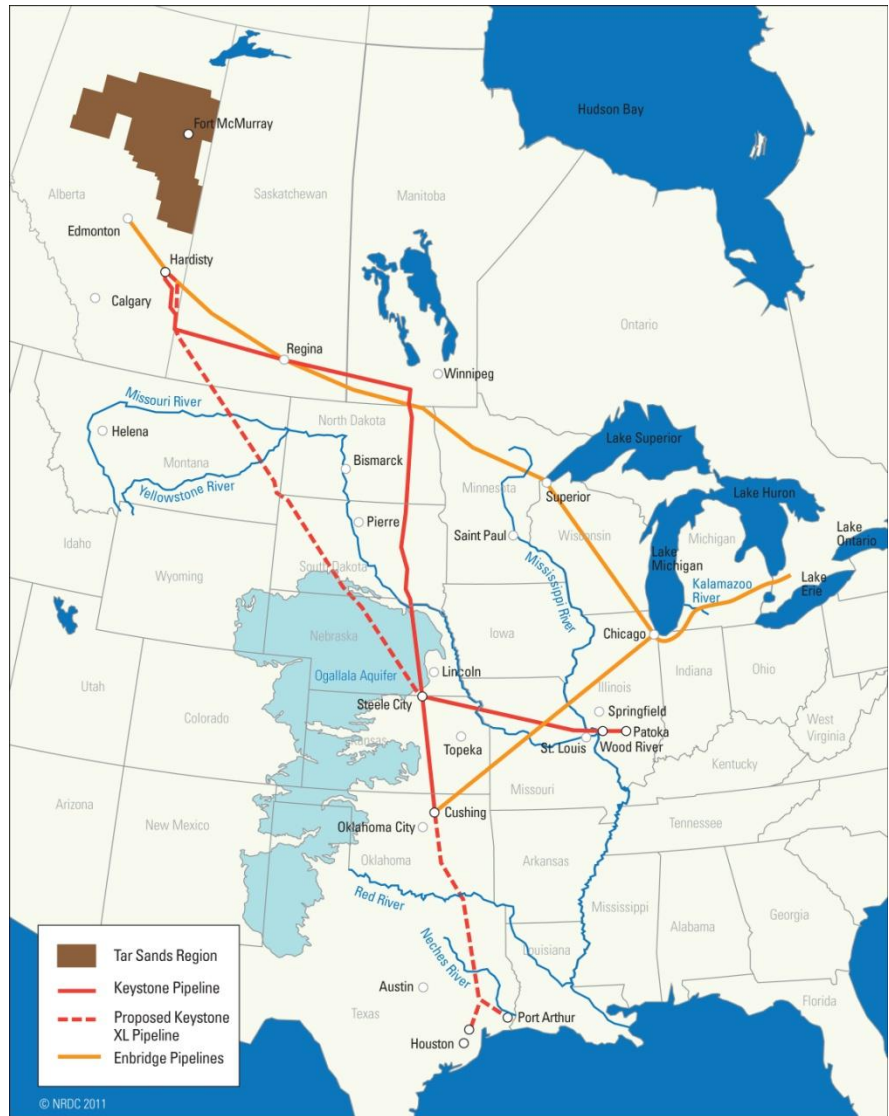 Hudson Bay
Fort McMurray
Alberta
Saskatchewan
Manitoba
Edmonton
Hardisty
Calgary
Ontario
Regina
Winnipeg
Missouri River
North Dakota
Helena
Montana
Bismarck
Yellowstone River
Lake Superior
Minnesota
Superior
Lake Huron
Pierre
Saint Paul
Wisconsin
Michigan
Lake
Ontario
Idaho
Lake
Michigan
Wyoming
South Dakota
Mississippi River
Kalamazoo
River
Lake
Erie
Nebraska
Iowa
Chicago
Ogallala Aquifer
Lincoln
Utah
Illinois
Indiana
Ohio
Steele City
Springfield
Colorado
Patoka
West
Virginia
Kansas
Topeka
St. Louis
Wood River
Kentucky
Missouri
Arizona
Cushing
New Mexico
Oklahoma City
Tennessee
Oklahoma
Arkansas
Red River
Mississippi
Alabama
Georgia
Neches River
Louisiana
Austin
Florida
Texas
Port Arthur
Houston
Tar Sands Region
Keystone Pipeline
Proposed Keystone
XL Pipeline
Enbridge Pipelines
© NRDC 2011